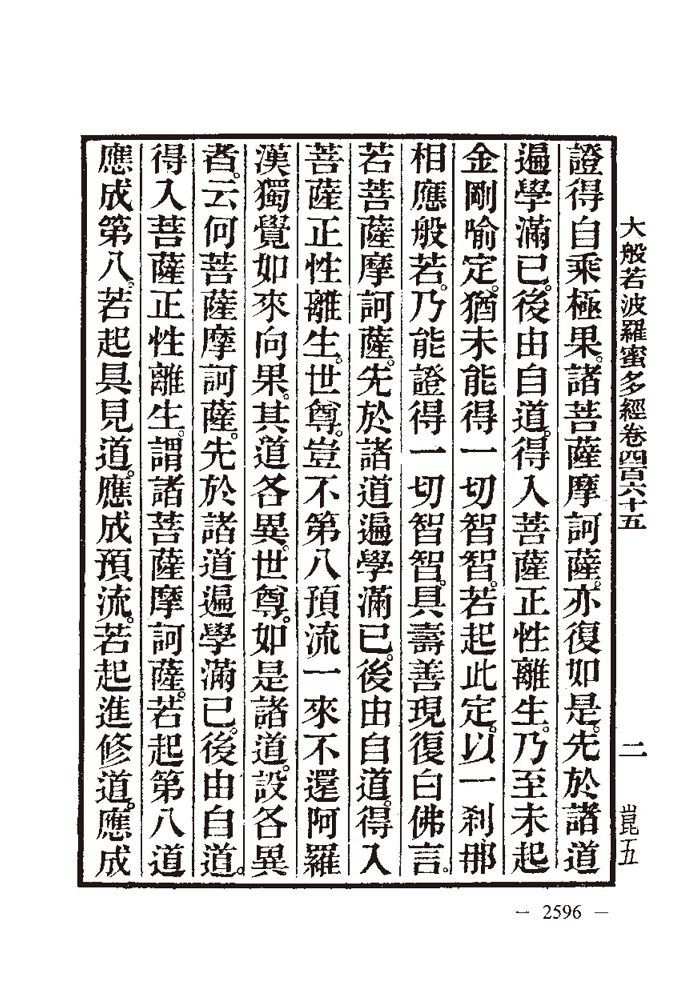 大般若波羅蜜多經卷四百六十五　二　崑五
證得自乘極果。諸菩薩摩訶薩。亦復如是。先於諸道
遍學滿已。後由自道。得入菩薩正性離生。乃至未起
金剛喻定。猶未能得一切智智。若起此定。以一刹那
相應般若。乃能證得一切智智。具壽善現復白佛言。
若菩薩摩訶薩。先於諸道遍學滿已。後由自道。得入
菩薩正性離生。世尊。豈不第八預流一來不還阿羅
漢獨覺如來向果。其道各異。世尊。如是諸道。設各異
者。云何菩薩摩訶薩。先於諸道遍學滿已。後由自道。
得入菩薩正性離生。謂諸菩薩摩訶薩。若起第八道
應成第八。若起具見道。應成預流。若起進修道。應成
— 2596 —